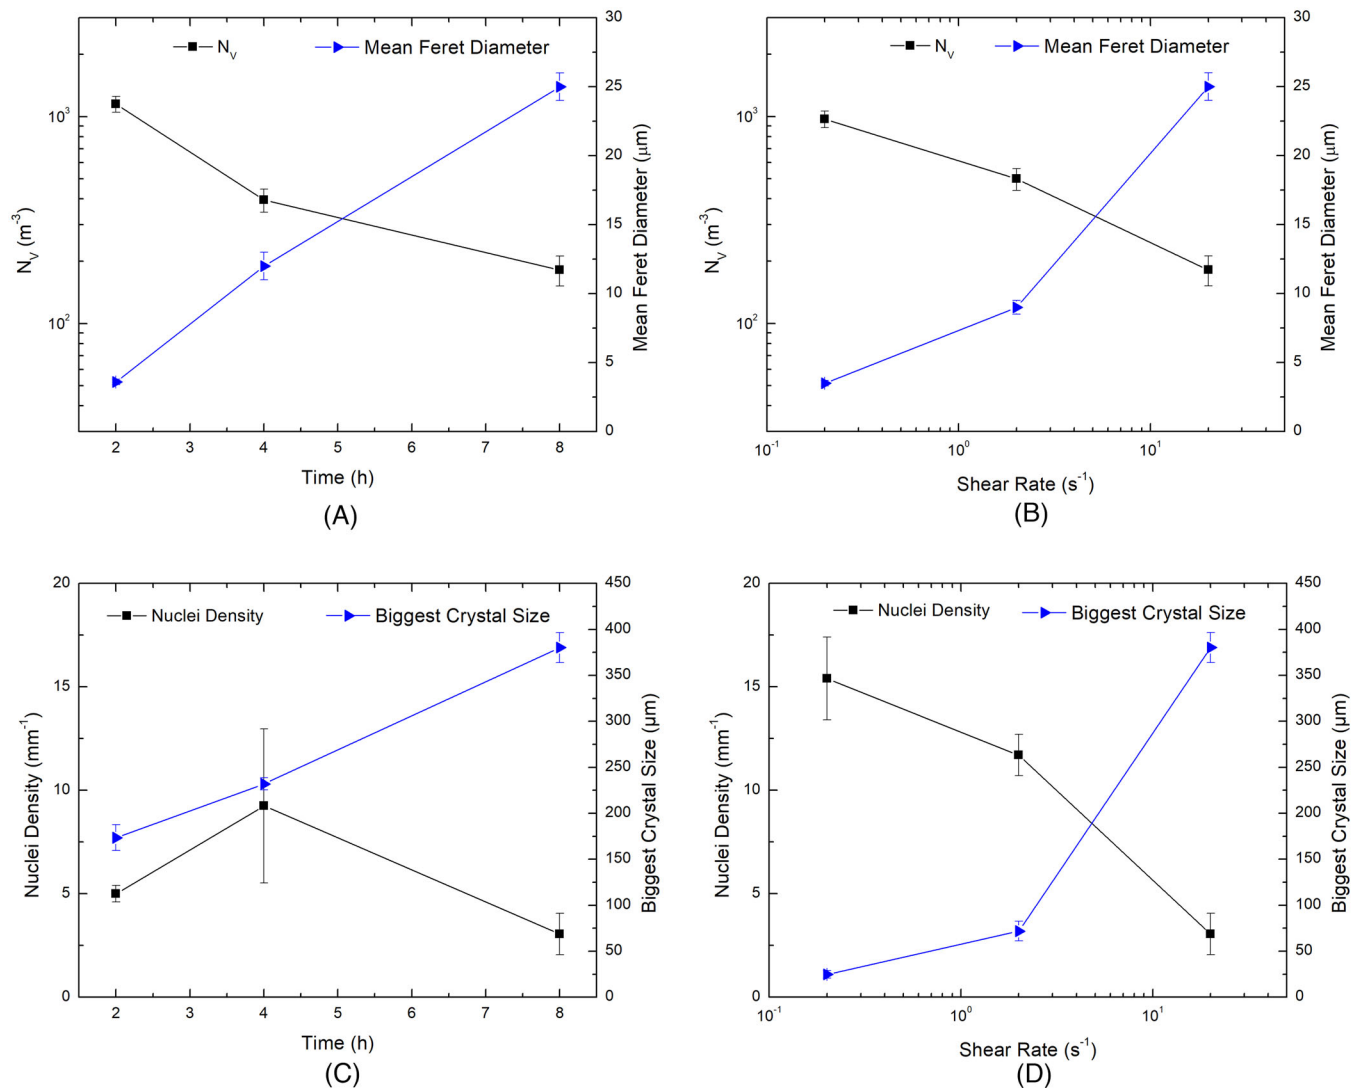 N_V Mean Feret Diameter
10^3
10^2
N_V (m^-3)
30
25
20
15
10
5
0
Mean Feret Diameter (μm)
2 3 4 5 6 7 8
Time (h)
(A)
N_V Mean Feret Diameter
10^3
10^2
N_V (m^-3)
30
25
20
15
10
5
0
Mean Feret Diameter (μm)
10^-1 10^0 10^1
Shear Rate (s^-1)
(B)
Nuclei Density Biggest Crystal Size
20
15
10
5
0
Nuclei Density (mm^-1)
450
400
350
300
250
200
150
100
50
0
Biggest Crystal Size (μm)
2 3 4 5 6 7 8
Time (h)
(C)
Nuclei Density Biggest Crystal Size
20
15
10
5
0
Nuclei Density (mm^-1)
450
400
350
300
250
200
150
100
50
0
Biggest Crystal Size (μm)
10^-1 10^0 10^1
Shear Rate (s^-1)
(D)